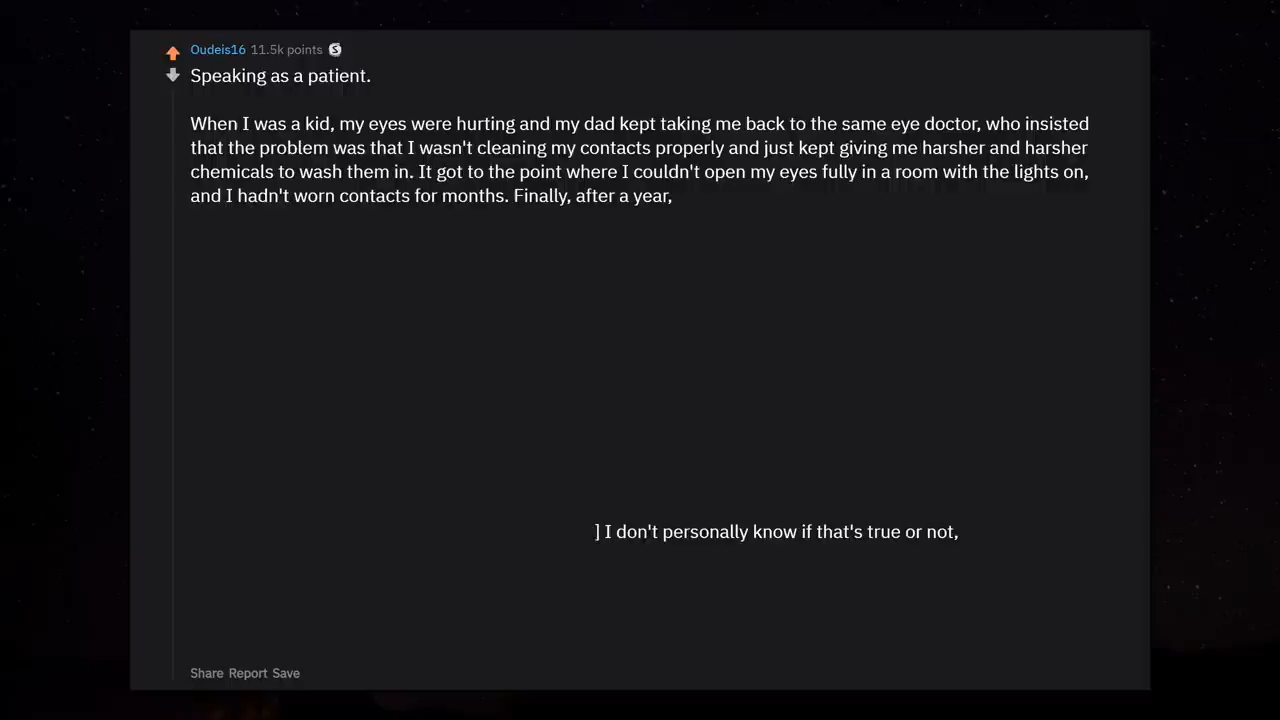 Oudeis16 11.5k points
Speaking as a patient.
When I was a kid, my eyes were hurting and my dad kept taking me back to the same eye doctor, who insisted
that the problem was that I wasn't cleaning my contacts properly and just kept giving me harsher and harsher
chemicals to wash them in. It got to the point where I couldn't open my eyes fully in a room with the lights on,
and I hadn't worn contacts for months. Finally, after a year,
] I don't personally know if that's true or not,
Share Report Save